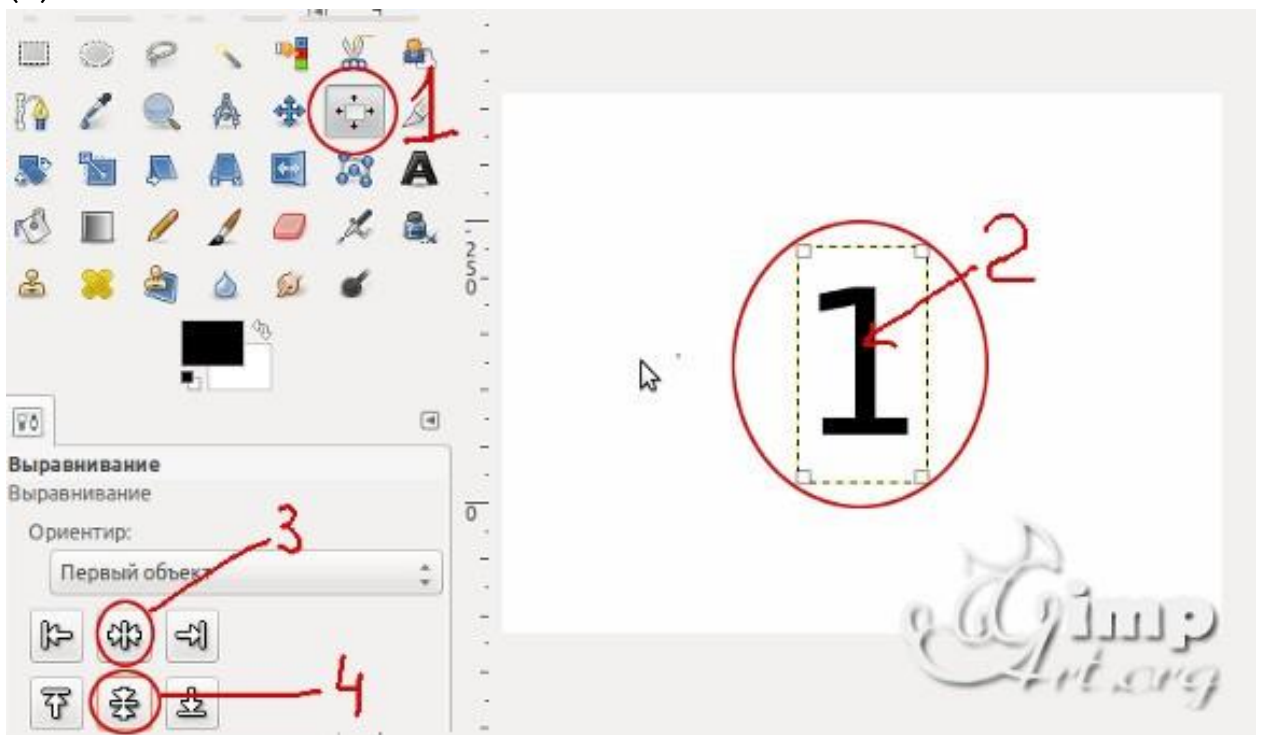 1
2
250
1
Выравнивание
Выравнивание
0
Ориентир:
3
Первый объект
4
Gimp
Art.org